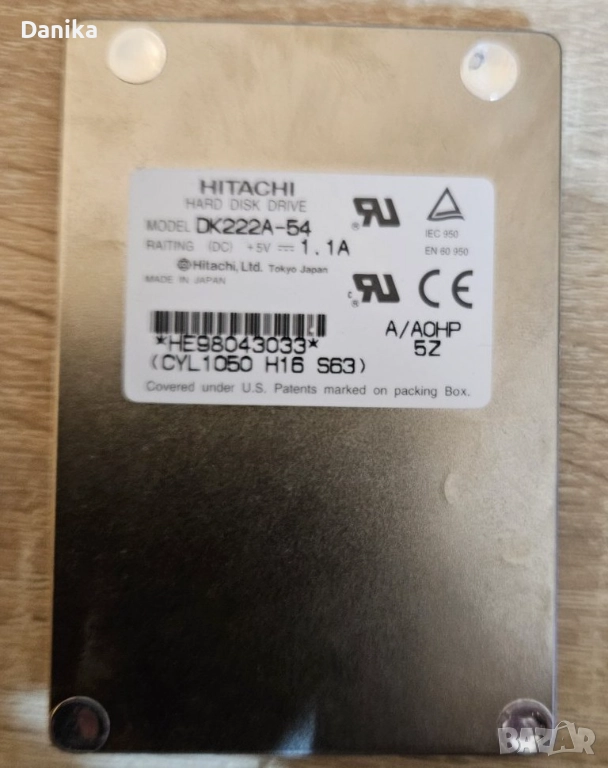 Danika
HITACHI
HARD DISK DRIVE
MODEL DK222A-54
RAITING (DC) +5V 1.1A
Hitachi, Ltd. Tokyo Japan
MADE IN JAPAN
IEC 950
EN 60 950
CE
*HE98043033*
A/A0HP
5Z
(CYL1050 H16 S63)
Covered under U.S. Patents marked on packing Box.
BAZAR